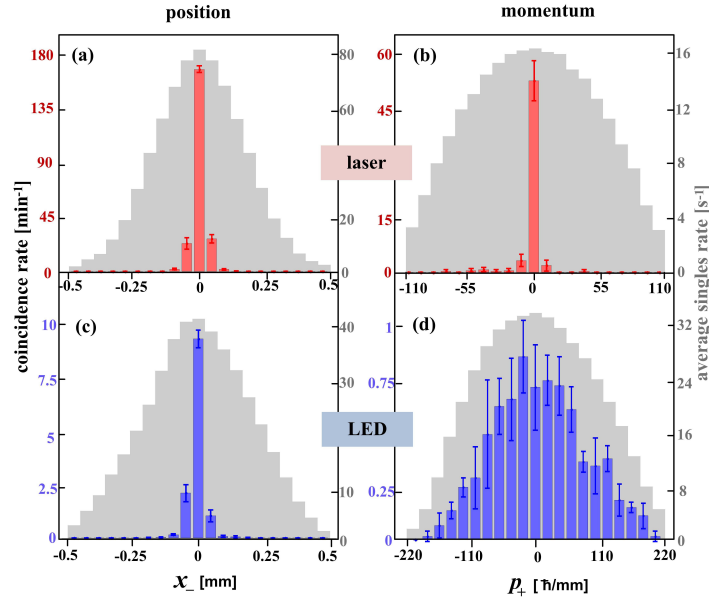 position momentum
(a) (b)
180 80 60 16
135 60 45 12
90 40 8
45 20 15 4
0 0 0 0
-0.5 -0.25 0 0.25 0.5 -110 -55 0 55 110
laser
coincidence rate [min⁻¹]
average singles rate [s⁻¹]
(c) (d)
10 40 1 32
7.5 30 0.75 24
5 16
2.5 10 0.25 8
0 0 0 0
-0.5 -0.25 0 0.25 0.5 -220 -110 0 110 220
LED
x₋ [mm] p₊ [ħ/mm]